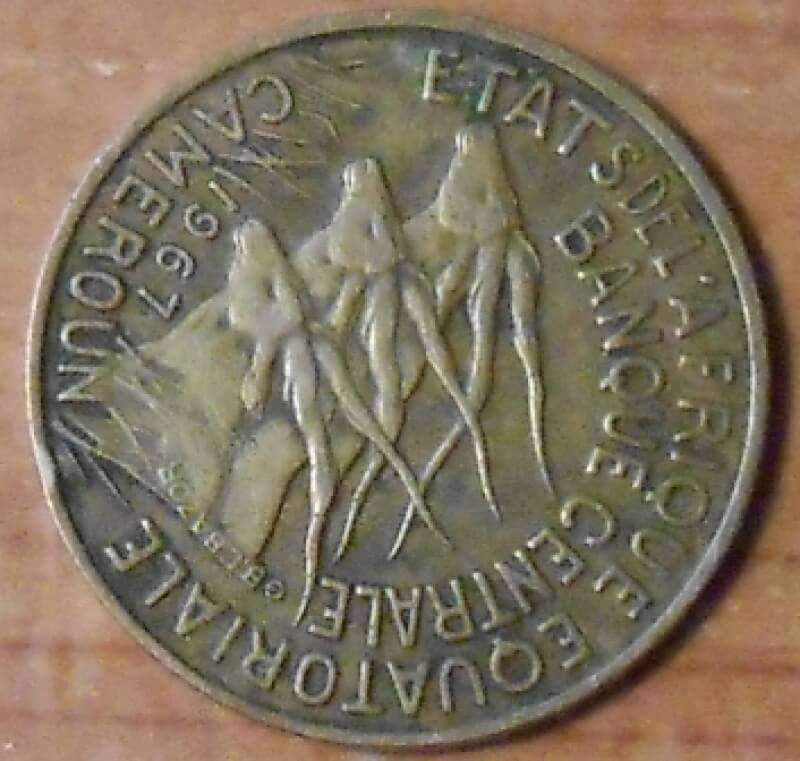 ETATS DE L'AFRIQUE EQUATORIALE
BANQUE CENTRALE
CAMEROUN
1967
G.B.L.BAZOR